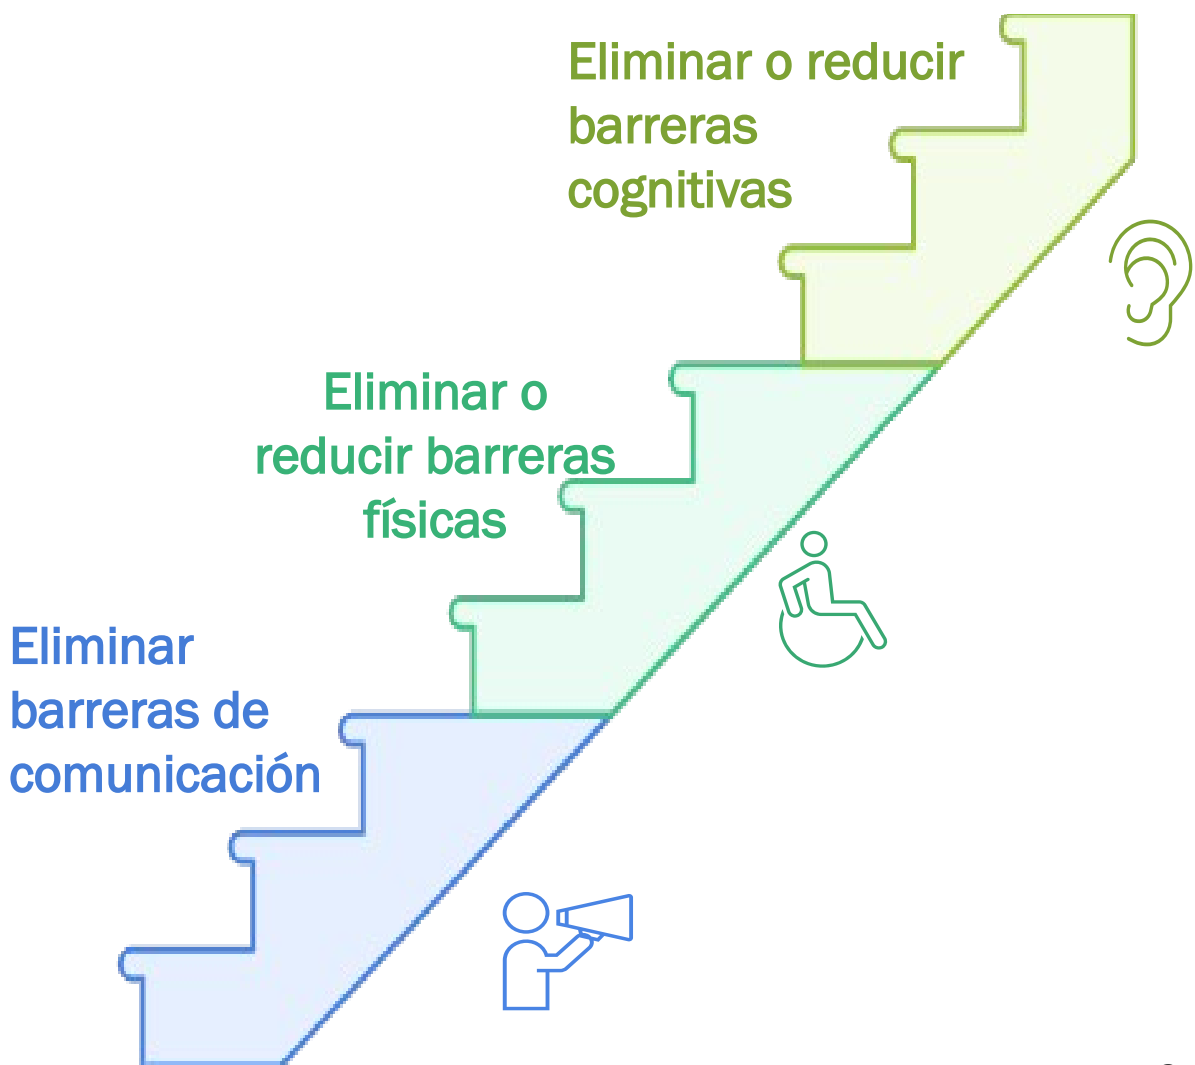 Eliminar o reducir
barreras
cognitivas
Eliminar o
reducir barreras
físicas
Eliminar
barreras de
comunicación